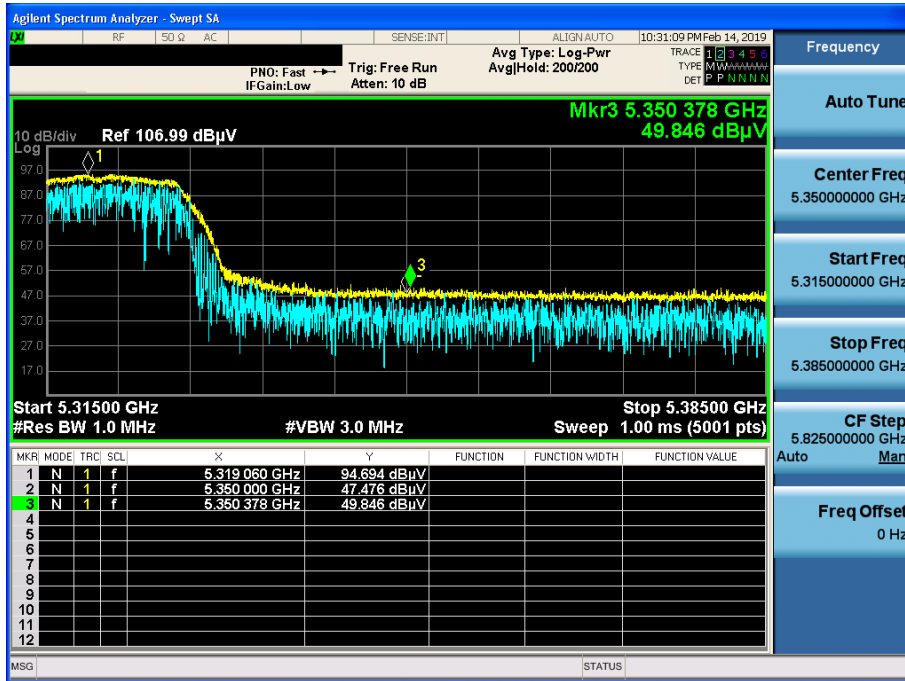 Agilent Spectrum Analyzer - Swept SA
LXI RF 50 Ω AC SENSE:INT ALIGN AUTO 10:31:09 PM Feb 14, 2019
Frequency
PNO: Fast
IFGain:Low
Trig: Free Run
Atten: 10 dB
Avg Type: Log-Pwr
Avg|Hold: 200/200
TRACE 1 2 3 4 5 6
TYPE MWWWWW
DET P P N N N N
Auto Tune
Mkr3 5.350 378 GHz
49.846 dBµV
10 dB/div Ref 106.99 dBµV
Log
97.0
87.0
77.0
67.0
57.0
47.0
37.0
27.0
17.0
1
3
Center Freq
5.350000000 GHz
Start Freq
5.315000000 GHz
Stop Freq
5.385000000 GHz
Start 5.31500 GHz Stop 5.38500 GHz
#Res BW 1.0 MHz #VBW 3.0 MHz Sweep 1.00 ms (5001 pts)
CF Step
5.825000000 GHz
Auto Man
Freq Offset
0 Hz
MKR MODE TRC SCL X Y FUNCTION FUNCTION WIDTH FUNCTION VALUE
1 N 1 f 5.319 060 GHz 94.694 dBµV
2 N 1 f 5.350 000 GHz 47.476 dBµV
3 N 1 f 5.350 378 GHz 49.846 dBµV
4
5
6
7
8
9
10
11
12
MSG STATUS